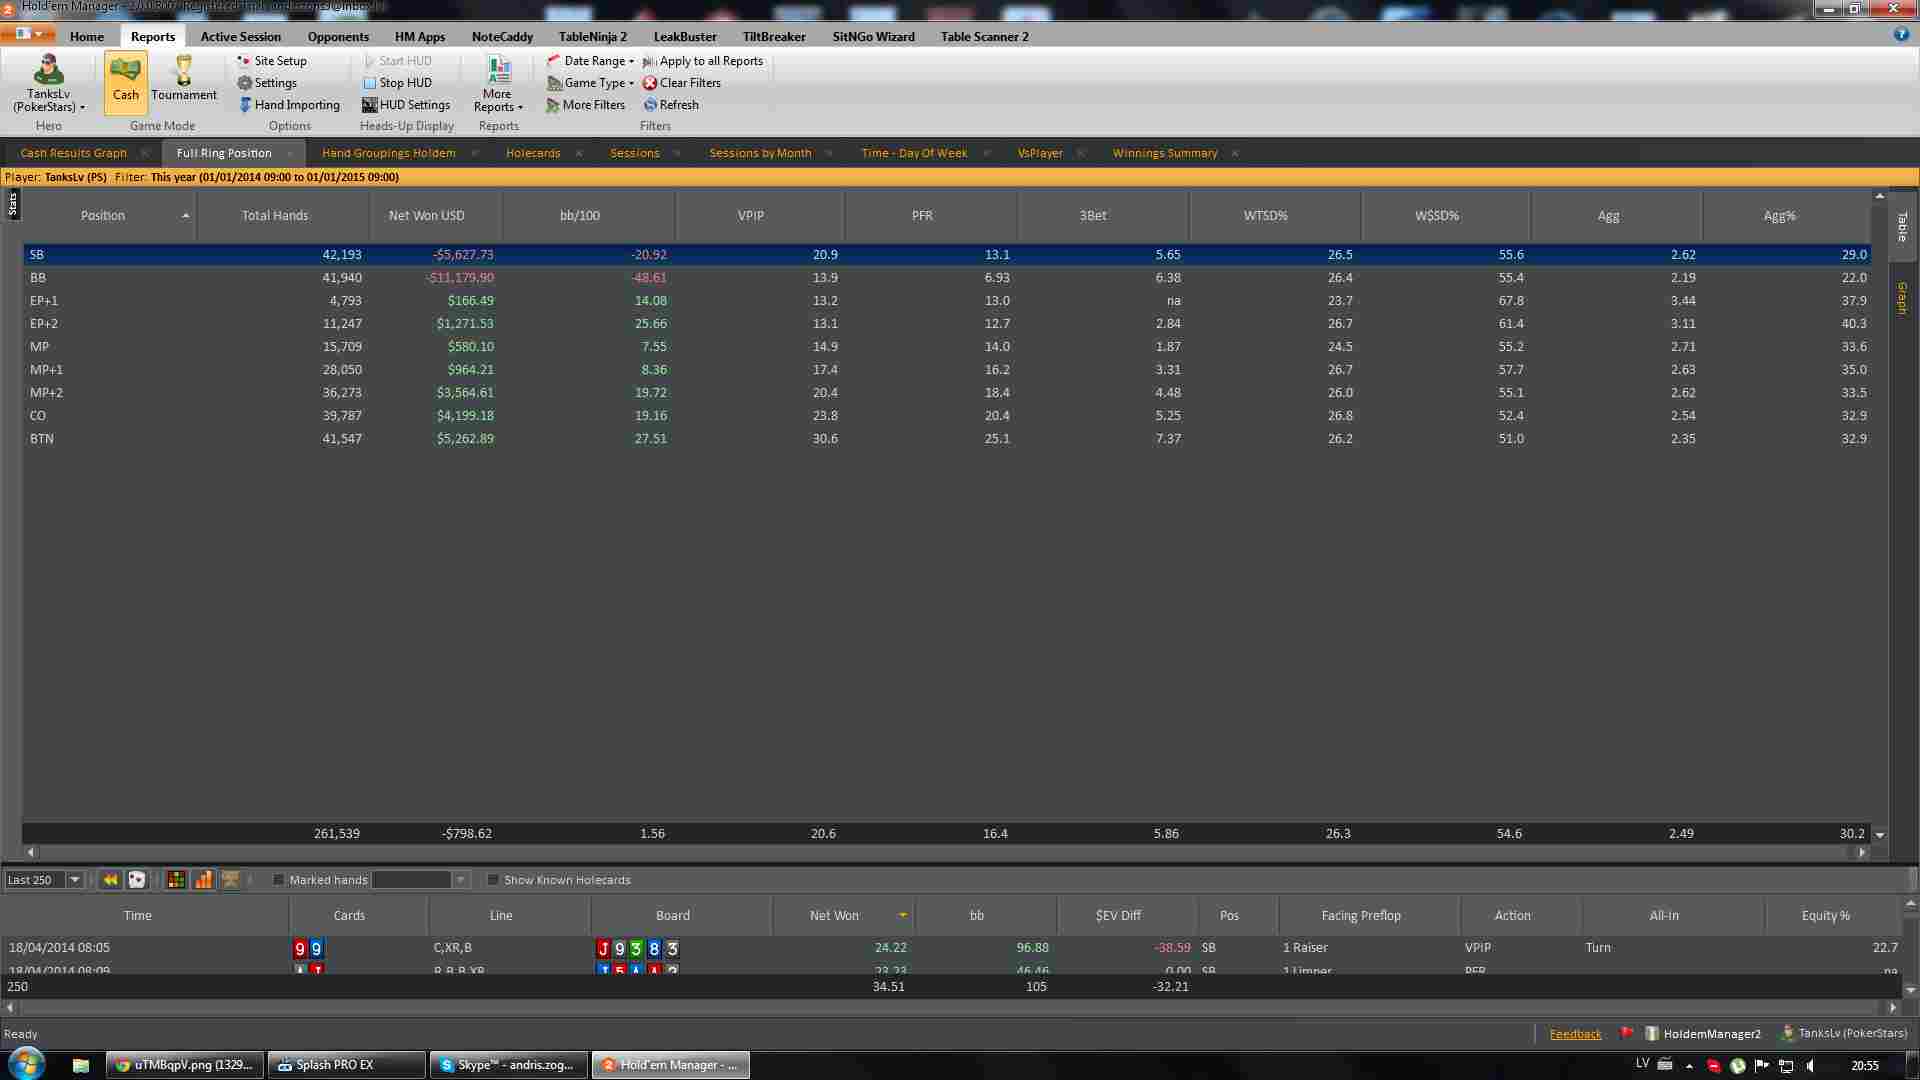 Hold'em Manager -
Home Reports Active Session Opponents HM Apps NoteCaddy TableNinja 2 LeakBuster TiltBreaker SitNGo Wizard Table Scanner 2
Site Setup Start HUD Date Range Apply to all Reports
Settings Stop HUD Game Type Clear Filters
TanksLv Cash Tournament More
(PokerStars) Hand Importing HUD Settings Reports More Filters Refresh
Hero Game Mode Options Heads-Up Display Reports Filters
Cash Results Graph Full Ring Position Hand Groupings Holdem Holecards Sessions Sessions by Month Time - Day Of Week VsPlayer Winnings Summary
Player: TanksLv (PS) Filter: This year (01/01/2014 09:00 to 01/01/2015 09:00)
Stats
Table
Graph
Position Total Hands Net Won USD bb/100 VPIP PFR 3Bet WTSD% W$SD% Agg Agg%
SB 42,193 -$5,627.73 -20.92 20.9 13.1 5.65 26.5 55.6 2.62 29.0
BB 41,940 -$11,179.90 -48.61 13.9 6.93 6.38 26.4 55.4 2.19 22.0
EP+1 4,793 $166.49 14.08 13.2 13.0 na 23.7 67.8 3.44 37.9
EP+2 11,247 $1,271.53 25.66 13.1 12.7 2.84 26.7 61.4 3.11 40.3
MP 15,709 $580.10 7.55 14.9 14.0 1.87 24.5 55.2 2.71 33.6
MP+1 28,050 $964.21 8.36 17.4 16.2 3.31 26.7 57.7 2.63 35.0
MP+2 36,273 $3,564.61 19.72 20.4 18.4 4.48 26.0 55.1 2.62 33.5
CO 39,787 $4,199.18 19.16 23.8 20.4 5.25 26.8 52.4 2.54 32.9
BTN 41,547 $5,262.89 27.51 30.6 25.1 7.37 26.2 51.0 2.35 32.9
261,539 -$798.62 1.56 20.6 16.4 5.86 26.3 54.6 2.49 30.2
Last 250 Marked hands Show Known Holecards
Time Cards Line Board Net Won bb $EV Diff Pos Facing Preflop Action All-In Equity %
18/04/2014 08:05 9 9 C,XR,B J 9 3 8 3 24.22 96.88 -38.59 SB 1 Raiser VPIP Turn 22.7
18/04/2014 08:09 23.23 46.46 0.00 SB 1 Limper PFR na
250 34.51 105 -32.21
Ready Feedback HoldemManager2 TanksLv (PokerStars)
uTMBqpV.png (1329... Splash PRO EX Skype™ - andris.zog... Hold'em Manager - ... LV 20:55